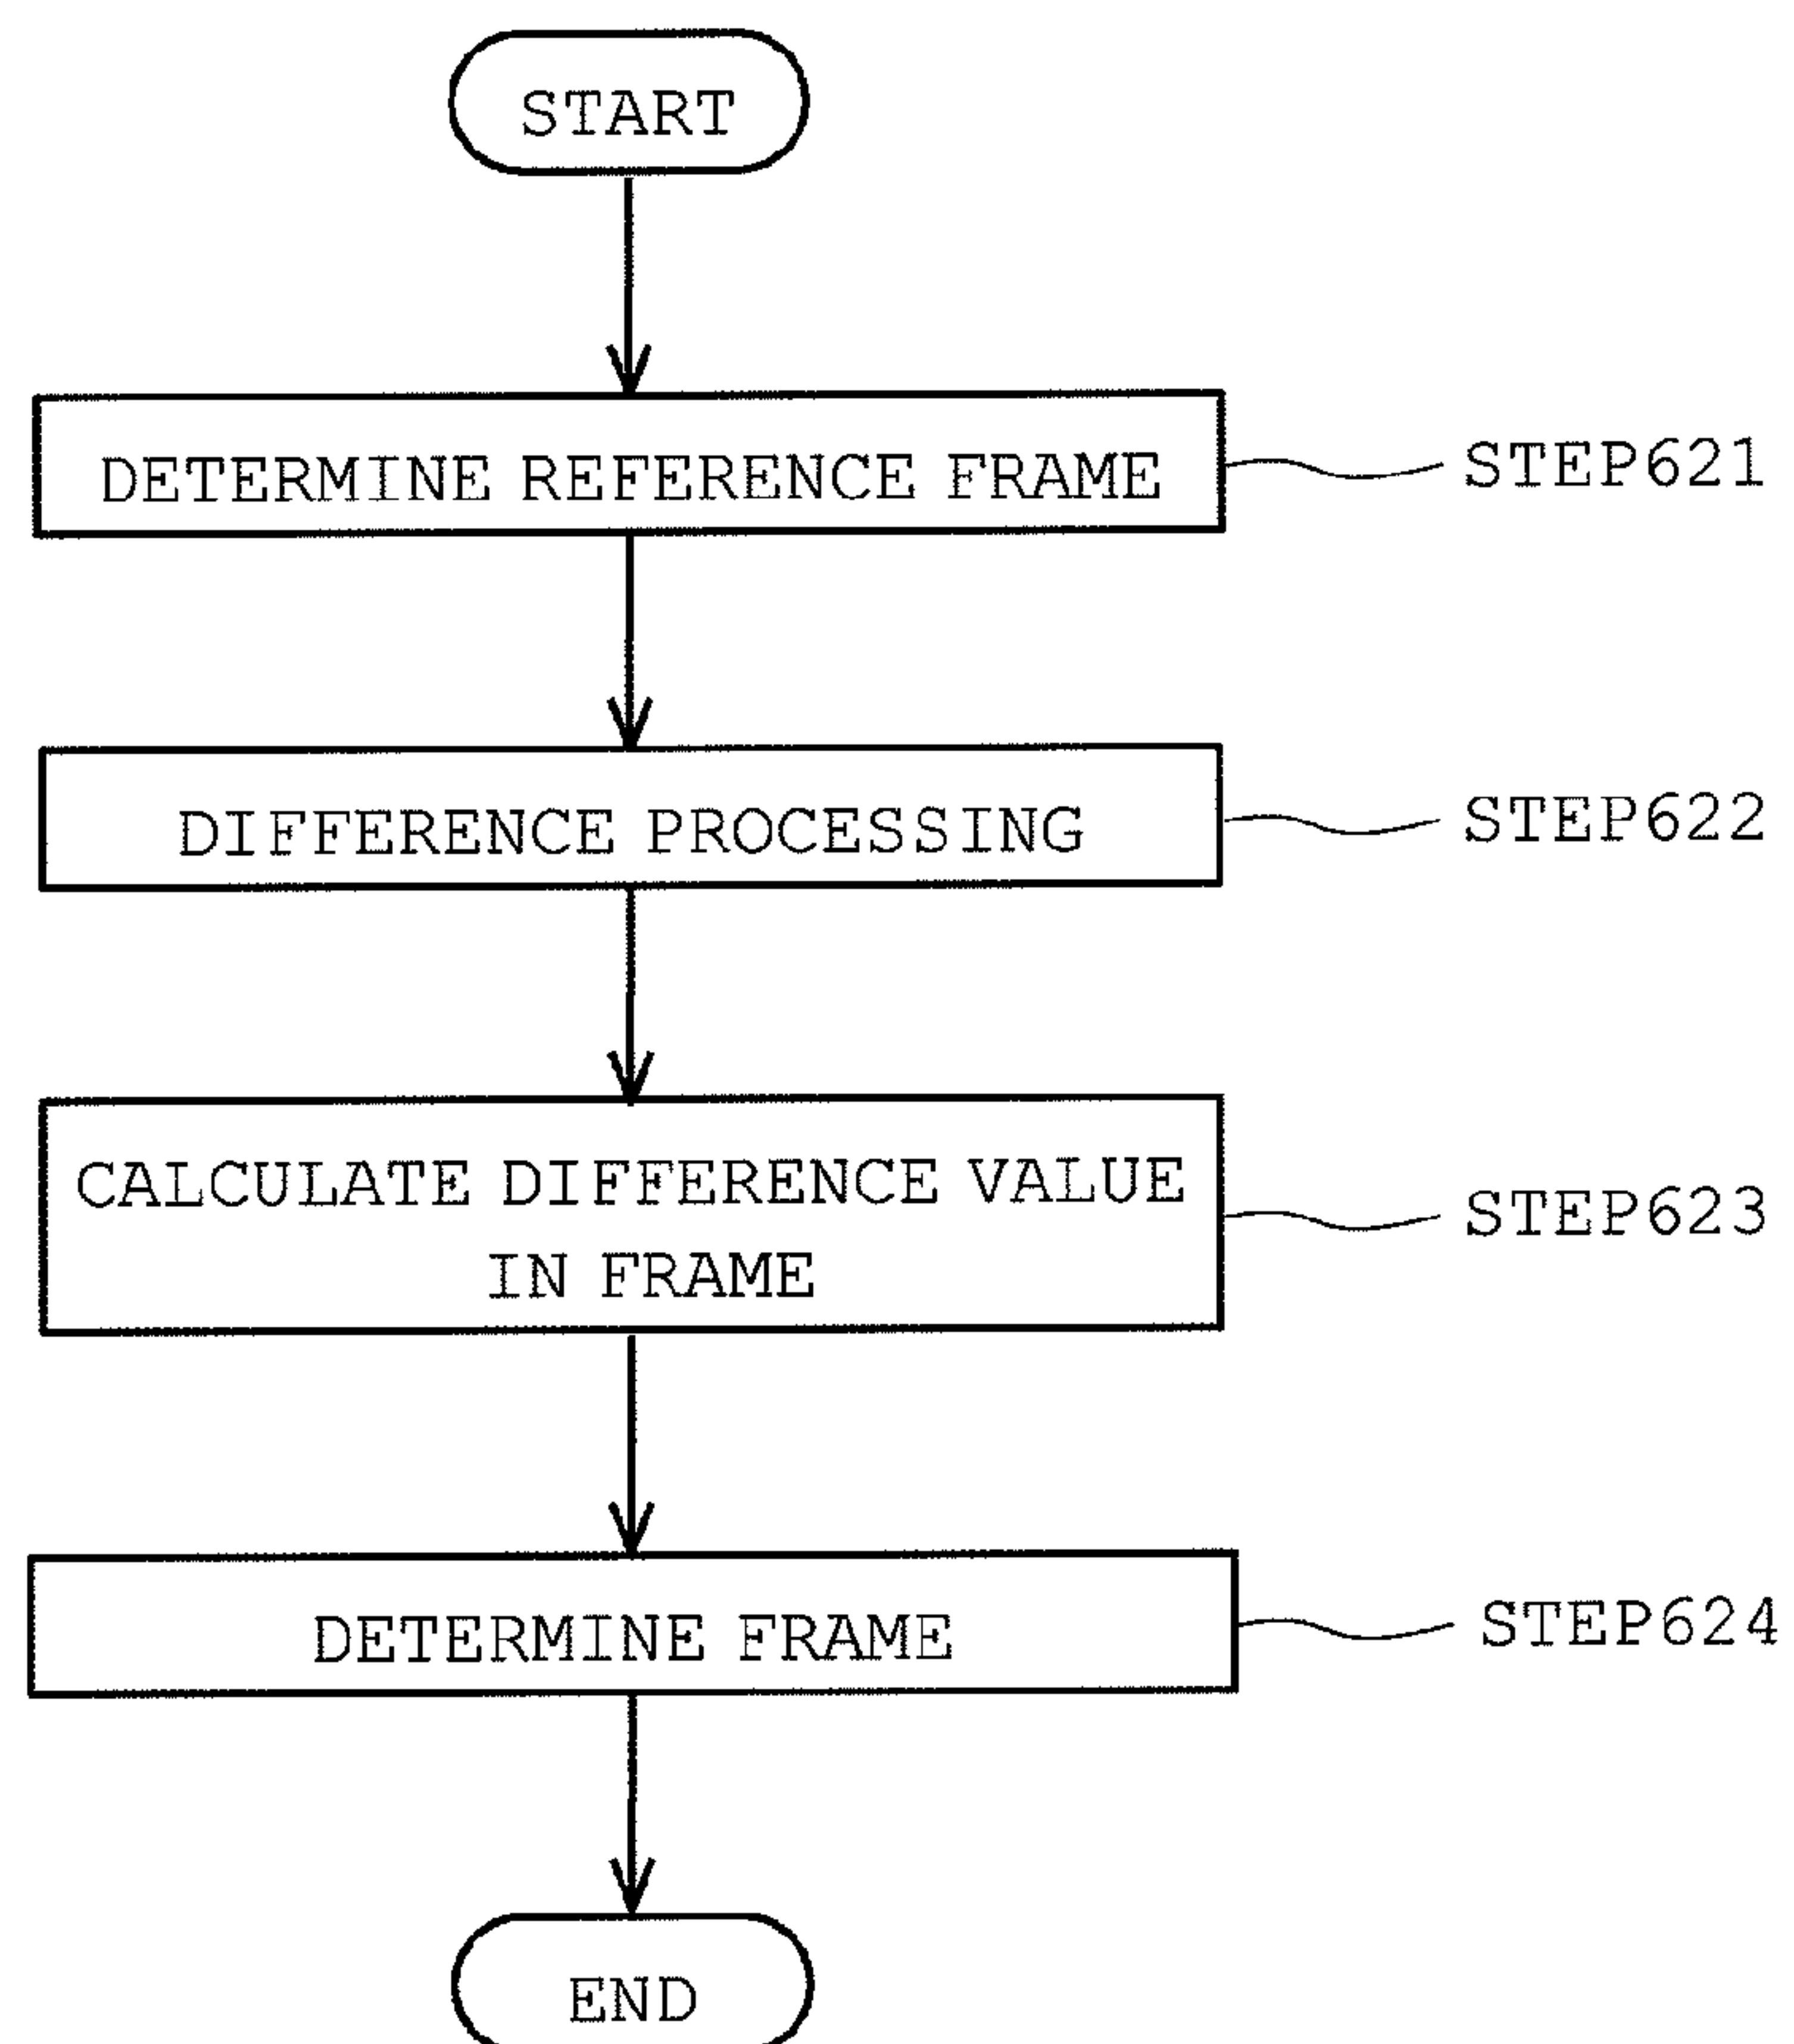 START
DETERMINE REFERENCE FRAME
STEP621
DIFFERENCE PROCESSING
STEP622
CALCULATE DIFFERENCE VALUE
IN FRAME
STEP623
DETERMINE FRAME
STEP624
END